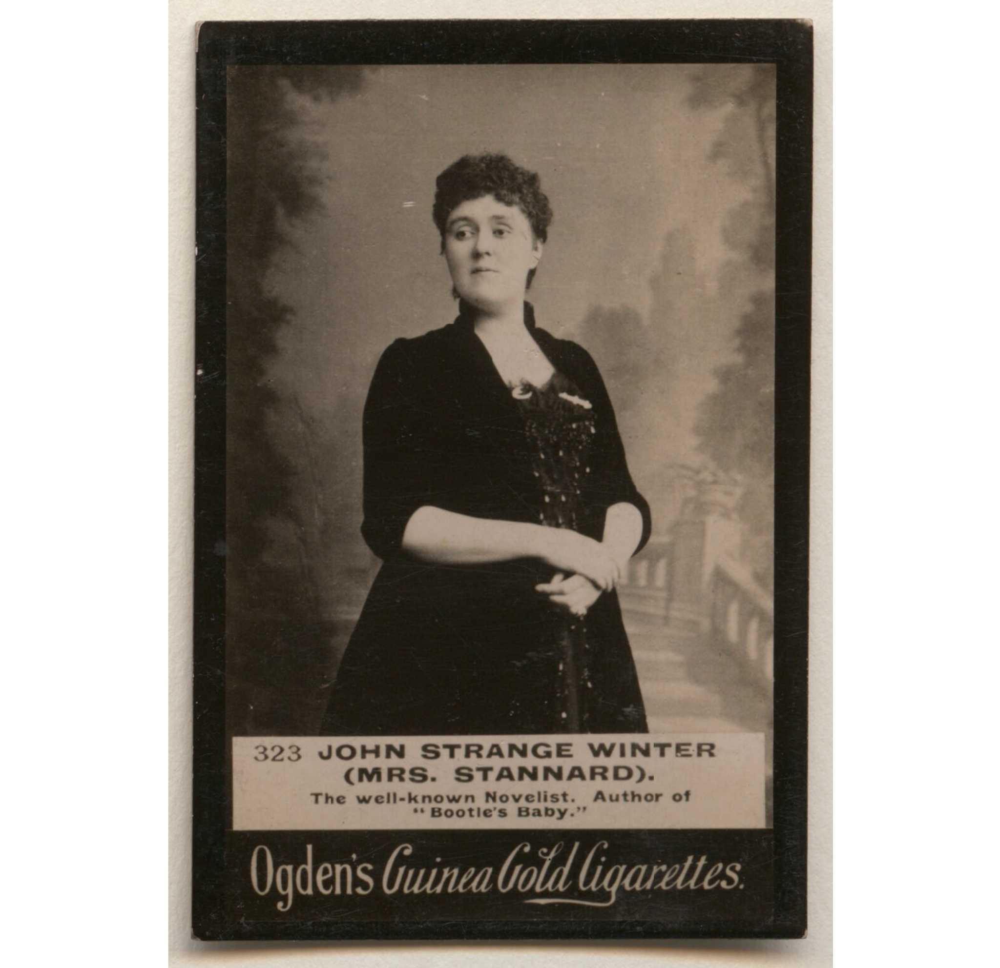 323 JOHN STRANGE WINTER
(MRS. STANNARD).
The well-known Novelist. Author of
"Bootle's Baby."
Ogden's Guinea Gold Cigarettes.